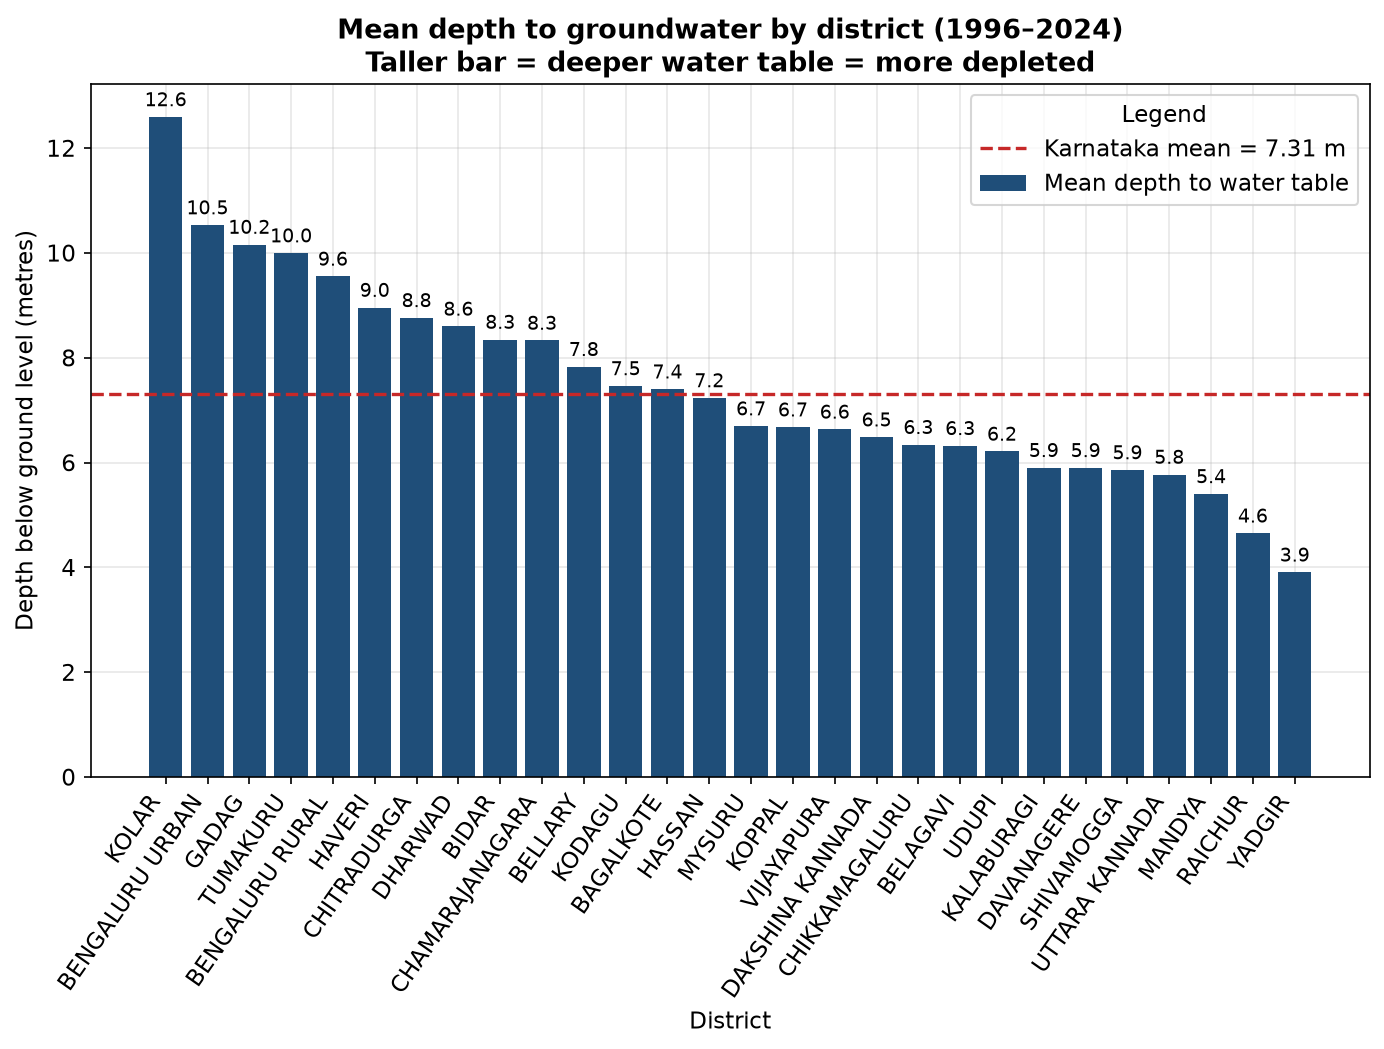 Mean depth to groundwater by district (1996–2024)
Taller bar = deeper water table = more depleted
Legend
Karnataka mean = 7.31 m
Mean depth to water table
Depth below ground level (metres)
12
10
8
6
4
2
0
12.6
10.5
10.2
10.0
9.6
9.0
8.8
8.6
8.3
8.3
7.8
7.5
7.4
7.2
6.7
6.7
6.6
6.5
6.3
6.3
6.2
5.9
5.9
5.9
5.8
5.4
4.6
3.9
KOLAR
BENGALURU URBAN
GADAG
TUMAKURU
BENGALURU RURAL
HAVERI
CHITRADURGA
DHARWAD
BIDAR
CHAMARAJANAGARA
BELLARY
KODAGU
BAGALKOTE
HASSAN
MYSURU
KOPPAL
VIJAYAPURA
DAKSHINA KANNADA
CHIKKAMAGALURU
BELAGAVI
UDUPI
KALABURAGI
DAVANAGERE
SHIVAMOGGA
UTTARA KANNADA
MANDYA
RAICHUR
YADGIR
District